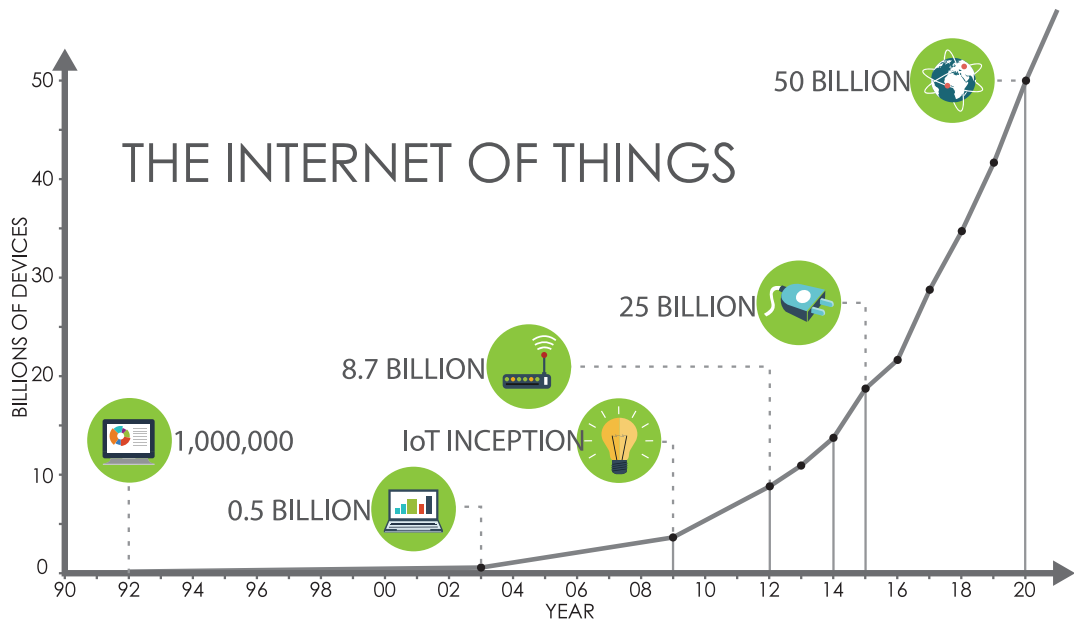 THE INTERNET OF THINGS
BILLIONS OF DEVICES
50
40
30
20
10
0
50 BILLION
25 BILLION
8.7 BILLION
IoT INCEPTION
1,000,000
0.5 BILLION
90 92 94 96 98 00 02 04 06 08 10 12 14 16 18 20
YEAR